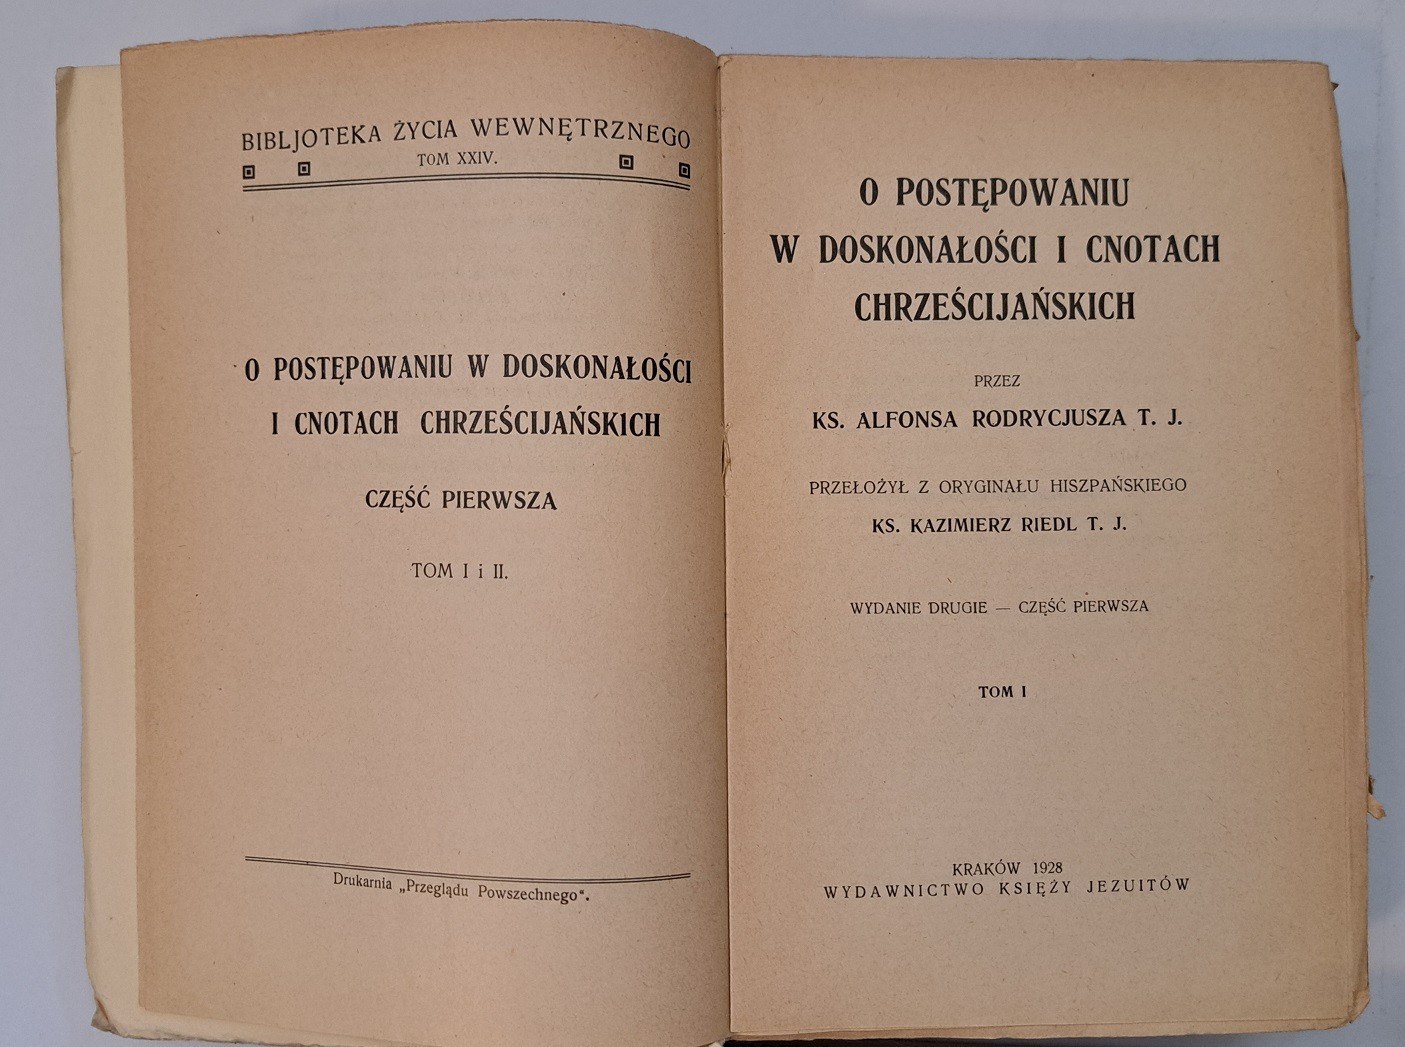 BIBLJOTEKA ŻYCIA WEWNĘTRZNEGO
TOM XXIV.
O POSTĘPOWANIU W DOSKONAŁOŚCI
I CNOTACH CHRZEŚCIJAŃSKICH
CZĘŚĆ PIERWSZA
TOM I i II.
Drukarnia „Przeglądu Powszechnego“.
O POSTĘPOWANIU
W DOSKONAŁOŚCI I CNOTACH
CHRZEŚCIJAŃSKICH
PRZEZ
KS. ALFONSA RODRYCJUSZA T. J.
PRZEŁOŻYŁ Z ORYGINAŁU HISZPAŃSKIEGO
KS. KAZIMIERZ RIEDL T. J.
WYDANIE DRUGIE — CZĘŚĆ PIERWSZA
TOM I
KRAKÓW 1928
WYDAWNICTWO KSIĘŻY JEZUITÓW